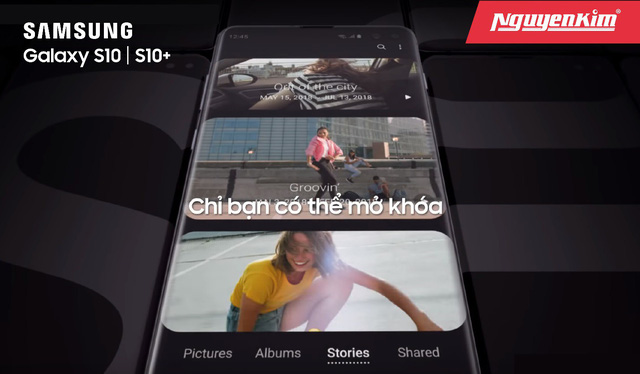 SAMSUNG
Galaxy S10 | S10+
NguyenKim®
12:45
Out of the city
MAY 15, 2018 - JUL 13, 2018
Groovin'
Chỉ bạn có thể mở khóa
Pictures Albums Stories Shared